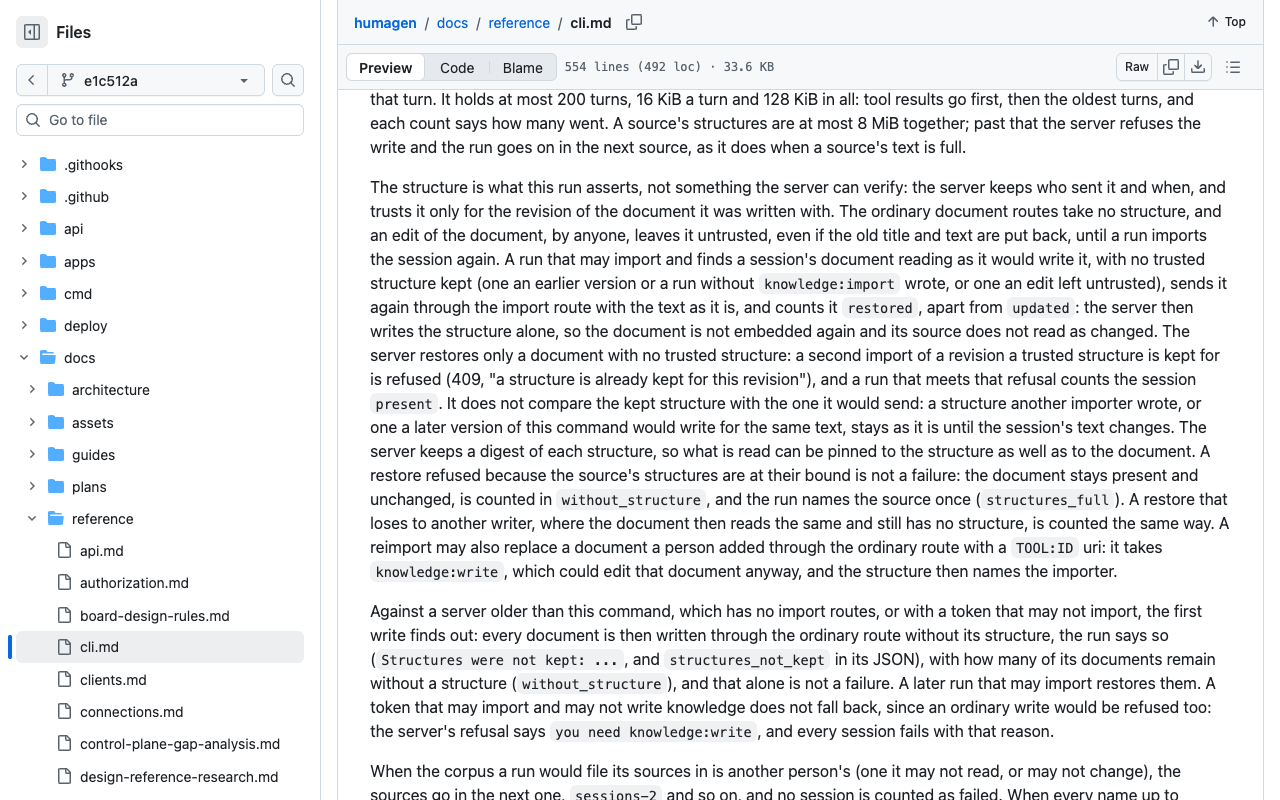 Files
e1c512a
Go to file
.githooks
.github
api
apps
cmd
deploy
docs
architecture
assets
guides
plans
reference
api.md
authorization.md
board-design-rules.md
cli.md
clients.md
connections.md
control-plane-gap-analysis.md
design-reference-research.md
humagen / docs / reference / cli.md
Top
Preview Code Blame 554 lines (492 loc) · 33.6 KB
Raw
that turn. It holds at most 200 turns, 16 KiB a turn and 128 KiB in all: tool results go first, then the oldest turns, and
each count says how many went. A source's structures are at most 8 MiB together; past that the server refuses the
write and the run goes on in the next source, as it does when a source's text is full.
The structure is what this run asserts, not something the server can verify: the server keeps who sent it and when, and
trusts it only for the revision of the document it was written with. The ordinary document routes take no structure, and
an edit of the document, by anyone, leaves it untrusted, even if the old title and text are put back, until a run imports
the session again. A run that may import and finds a session's document reading as it would write it, with no trusted
structure kept (one an earlier version or a run without knowledge:import wrote, or one an edit left untrusted), sends it
again through the import route with the text as it is, and counts it restored , apart from updated : the server then
writes the structure alone, so the document is not embedded again and its source does not read as changed. The
server restores only a document with no trusted structure: a second import of a revision a trusted structure is kept for
is refused (409, "a structure is already kept for this revision"), and a run that meets that refusal counts the session
present . It does not compare the kept structure with the one it would send: a structure another importer wrote, or
one a later version of this command would write for the same text, stays as it is until the session's text changes. The
server keeps a digest of each structure, so what is read can be pinned to the structure as well as to the document. A
restore refused because the source's structures are at their bound is not a failure: the document stays present and
unchanged, is counted in without_structure , and the run names the source once ( structures_full ). A restore that
loses to another writer, where the document then reads the same and still has no structure, is counted the same way. A
reimport may also replace a document a person added through the ordinary route with a TOOL:ID uri: it takes
knowledge:write , which could edit that document anyway, and the structure then names the importer.
Against a server older than this command, which has no import routes, or with a token that may not import, the first
write finds out: every document is then written through the ordinary route without its structure, the run says so
( Structures were not kept: ... , and structures_not_kept in its JSON), with how many of its documents remain
without a structure ( without_structure ), and that alone is not a failure. A later run that may import restores them. A
token that may import and may not write knowledge does not fall back, since an ordinary write would be refused too:
the server's refusal says you need knowledge:write , and every session fails with that reason.
When the corpus a run would file its sources in is another person's (one it may not read, or may not change), the
sources go in the next one, sessions-2 and so on, and no session is counted as failed. When every name up to